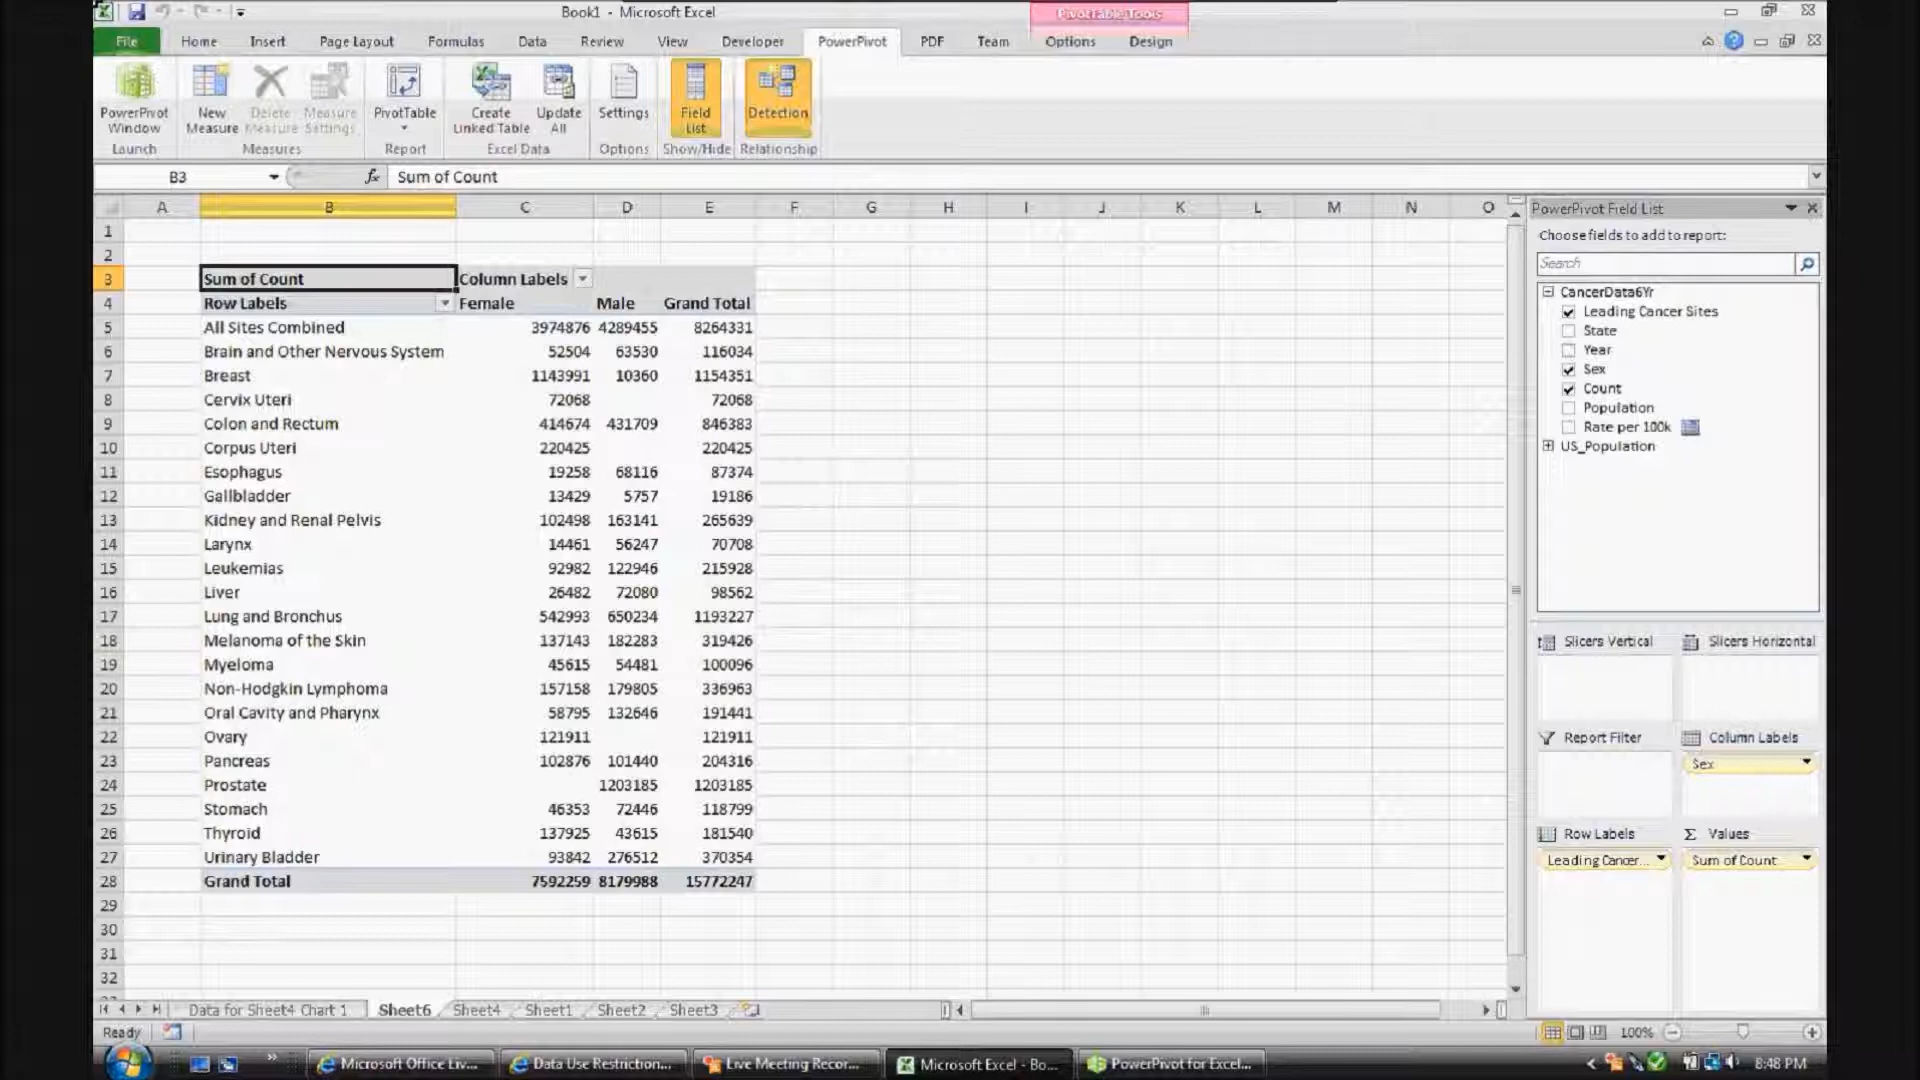 Book1 - Microsoft Excel
PivotTable Tools
File Home Insert Page Layout Formulas Data Review View Developer PowerPivot PDF Team Options Design
PowerPivot Window
New Measure
Delete Measure
Measure Settings
PivotTable
Create Linked Table
Update All
Settings
Field List
Detection
Launch Measures Report Excel Data Options Show/Hide Relationship
B3 fx Sum of Count
A B C D E F G H I J K L M N O
1
2
3 Sum of Count Column Labels
4 Row Labels Female Male Grand Total
5 All Sites Combined 3974876 4289455 8264331
6 Brain and Other Nervous System 52504 63530 116034
7 Breast 1143991 10360 1154351
8 Cervix Uteri 72068 72068
9 Colon and Rectum 414674 431709 846383
10 Corpus Uteri 220425 220425
11 Esophagus 19258 68116 87374
12 Gallbladder 13429 5757 19186
13 Kidney and Renal Pelvis 102498 163141 265639
14 Larynx 14461 56247 70708
15 Leukemias 92982 122946 215928
16 Liver 26482 72080 98562
17 Lung and Bronchus 542993 650234 1193227
18 Melanoma of the Skin 137143 182283 319426
19 Myeloma 45615 54481 100096
20 Non-Hodgkin Lymphoma 157158 179805 336963
21 Oral Cavity and Pharynx 58795 132646 191441
22 Ovary 121911 121911
23 Pancreas 102876 101440 204316
24 Prostate 1203185 1203185
25 Stomach 46353 72446 118799
26 Thyroid 137925 43615 181540
27 Urinary Bladder 93842 276512 370354
28 Grand Total 7592259 8179988 15772247
29
30
31
32
PowerPivot Field List
Choose fields to add to report:
Search
CancerData6Yr
Leading Cancer Sites
State
Year
Sex
Count
Population
Rate per 100k
US_Population
Slicers Vertical Slicers Horizontal
Report Filter Column Labels
Sex
Row Labels Σ Values
Leading Cancer... Sum of Count
Data for Sheet4 Chart 1 Sheet6 Sheet4 Sheet1 Sheet2 Sheet3
Ready 100%
Microsoft Office Liv... Data Use Restriction... Live Meeting Recor... Microsoft Excel - Bo... PowerPivot for Excel... 8:48 PM